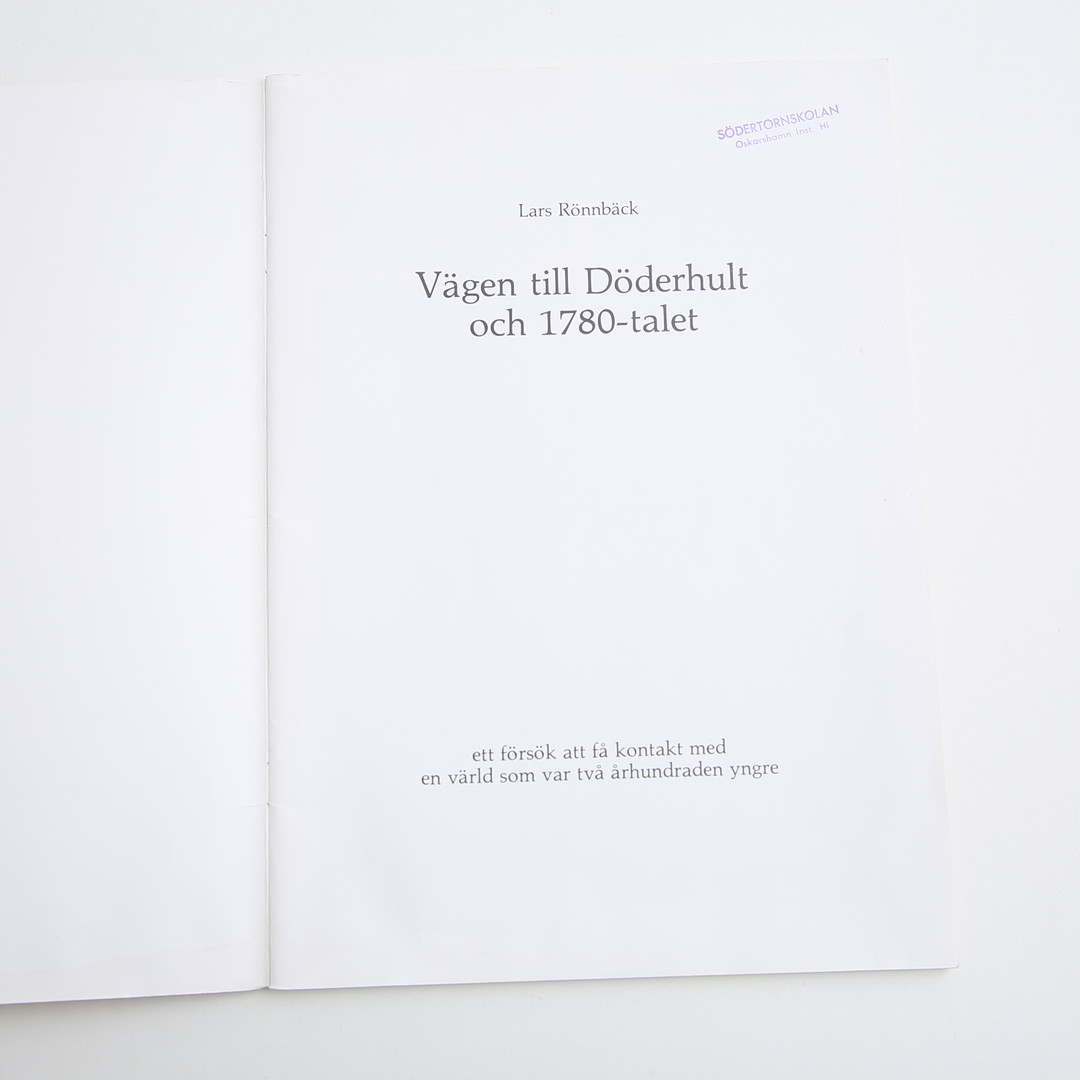 SÖDERTORNSKOLAN
Oskarshamn Inst. Hi
Lars Rönnbäck
Vägen till Döderhult
och 1780-talet
ett försök att få kontakt med
en värld som var två århundraden yngre